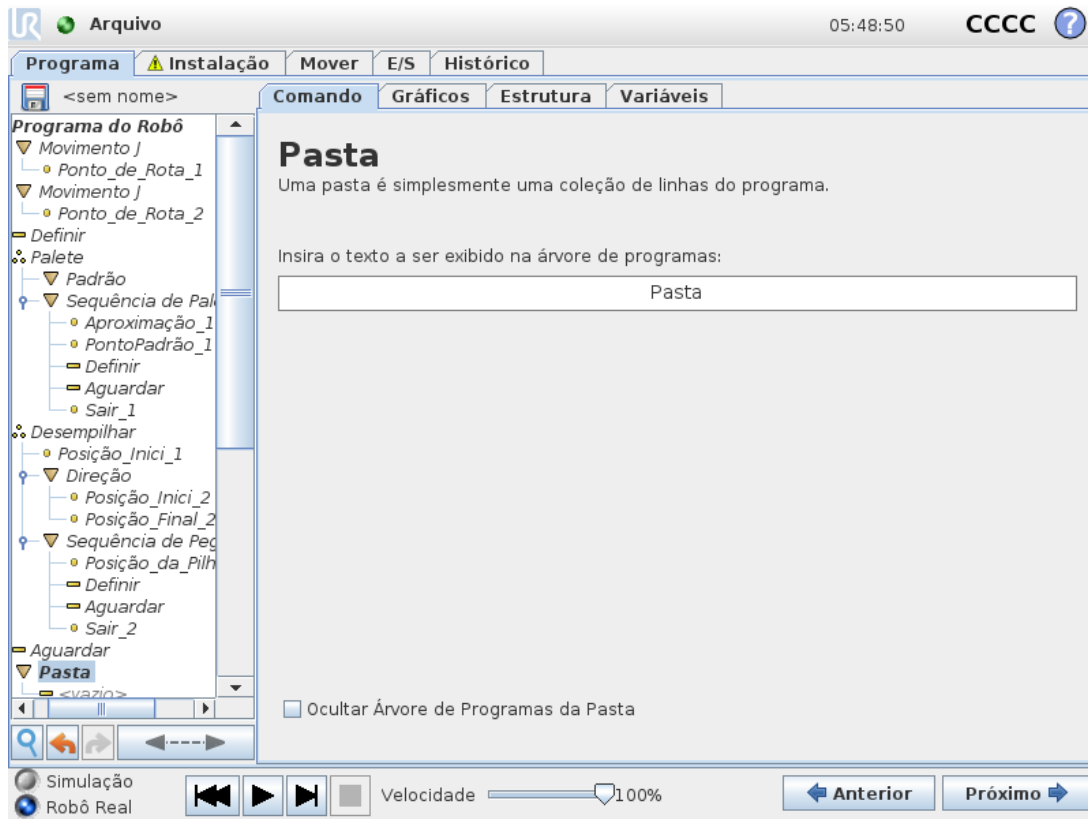 UR Arquivo 05:48:50 CCCC ?
Programa Instalação Mover E/S Histórico
<sem nome> Comando Gráficos Estrutura Variáveis
Programa do Robô
Movimento J
Ponto_de_Rota_1
Movimento J
Ponto_de_Rota_2
Definir
Palete
Padrão
Sequência de Pal
Aproximação_1
PontoPadrão_1
Definir
Aguardar
Sair_1
Desempilhar
Posição_Inici_1
Direção
Posição_Inici_2
Posição_Final_2
Sequência de Peg
Posição_da_Pilh
Definir
Aguardar
Sair_2
Aguardar
Pasta
<vazio>
Pasta
Uma pasta é simplesmente uma coleção de linhas do programa.
Insira o texto a ser exibido na árvore de programas:
Pasta
Ocultar Árvore de Programas da Pasta
Simulação
Robô Real
Velocidade 100%
Anterior Próximo